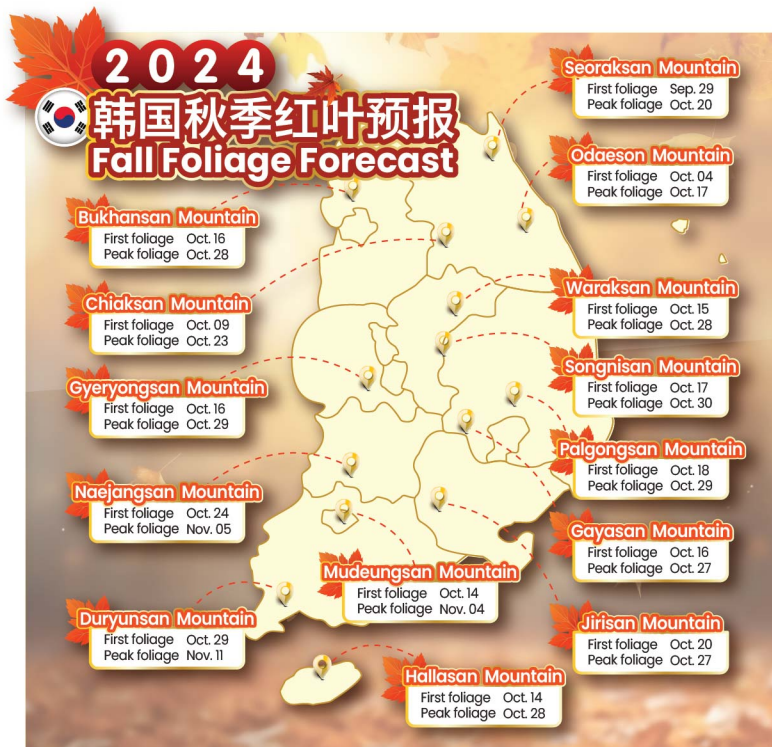 2024
韩国秋季红叶预报
Fall Foliage Forecast
Seoraksan Mountain
First foliage Sep. 29
Peak foliage Oct. 20
Odaeson Mountain
First foliage Oct. 04
Peak foliage Oct. 17
Bukhansan Mountain
First foliage Oct. 16
Peak foliage Oct. 28
Chiaksan Mountain
First foliage Oct. 09
Peak foliage Oct. 23
Waraksan Mountain
First foliage Oct. 15
Peak foliage Oct. 28
Gyeryongsan Mountain
First foliage Oct. 16
Peak foliage Oct. 29
Songnisan Mountain
First foliage Oct. 17
Peak foliage Oct. 30
Palgongsan Mountain
First foliage Oct. 18
Peak foliage Oct. 29
Naejangsan Mountain
First foliage Oct. 24
Peak foliage Nov. 05
Gayasan Mountain
First foliage Oct. 16
Peak foliage Oct. 27
Mudeungsan Mountain
First foliage Oct. 14
Peak foliage Nov. 04
Duryunsan Mountain
First foliage Oct. 29
Peak foliage Nov. 11
Jirisan Mountain
First foliage Oct. 20
Peak foliage Oct. 27
Hallasan Mountain
First foliage Oct. 14
Peak foliage Oct. 28